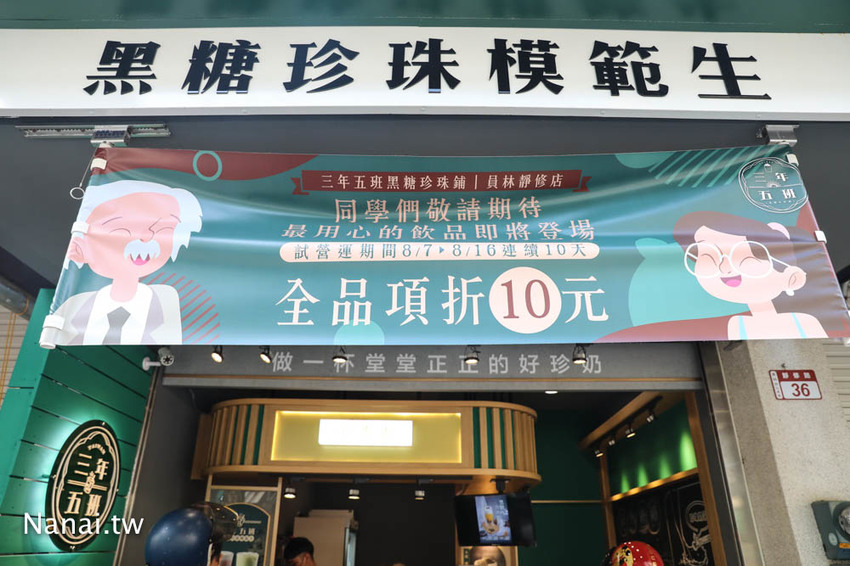 黑糖珍珠模範生
三年五班黑糖珍珠鋪｜員林靜修店
同學們敬請期待
最用心的飲品即將登場
試營運期間8/7▸8/16連續10天
全品項折10元
三年
五班
做一杯堂堂正正的好珍奶
靜修路
36
三年
五班
Nanai.tw